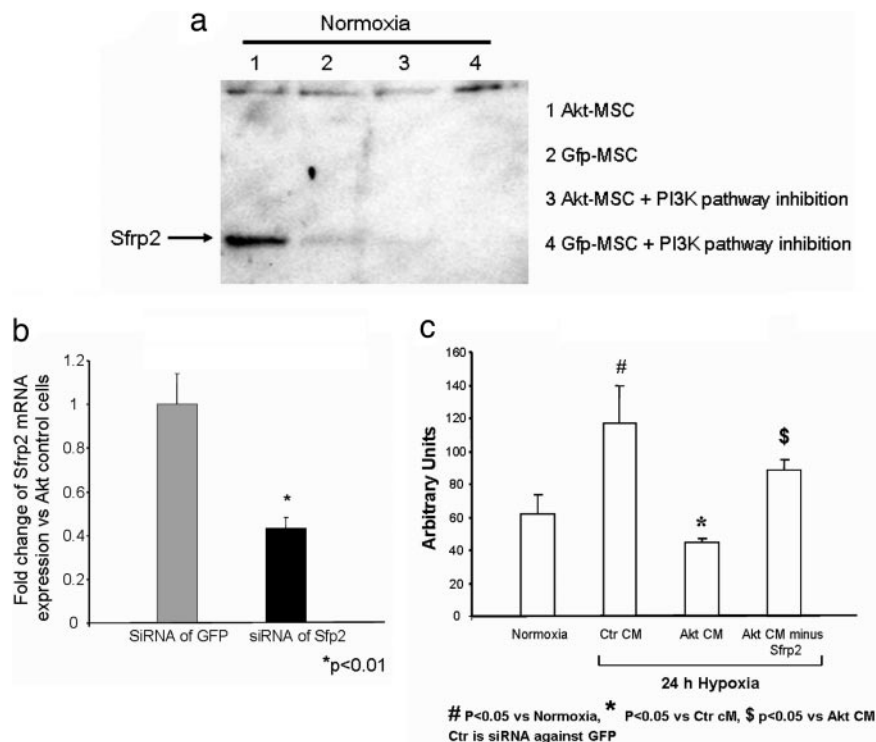 a
Normoxia
1 2 3 4
1 Akt-MSC
2 Gfp-MSC
3 Akt-MSC + PI3K pathway inhibition
Sfrp2
4 Gfp-MSC + PI3K pathway inhibition
b
Fold change of Sfrp2 mRNA
expression vs Akt control cells
1.2
1
0.8
0.6
0.4
0.2
0
*
SiRNA of GFP siRNA of Sfp2
*p<0.01
c
Arbitrary Units
160
140
120
100
80
60
40
20
0
#
*
$
Normoxia Ctr CM Akt CM Akt CM minus
Sfrp2
24 h Hypoxia
# P<0.05 vs Normoxia, * P<0.05 vs Ctr cM, $ p<0.05 vs Akt CM
Ctr is siRNA against GFP